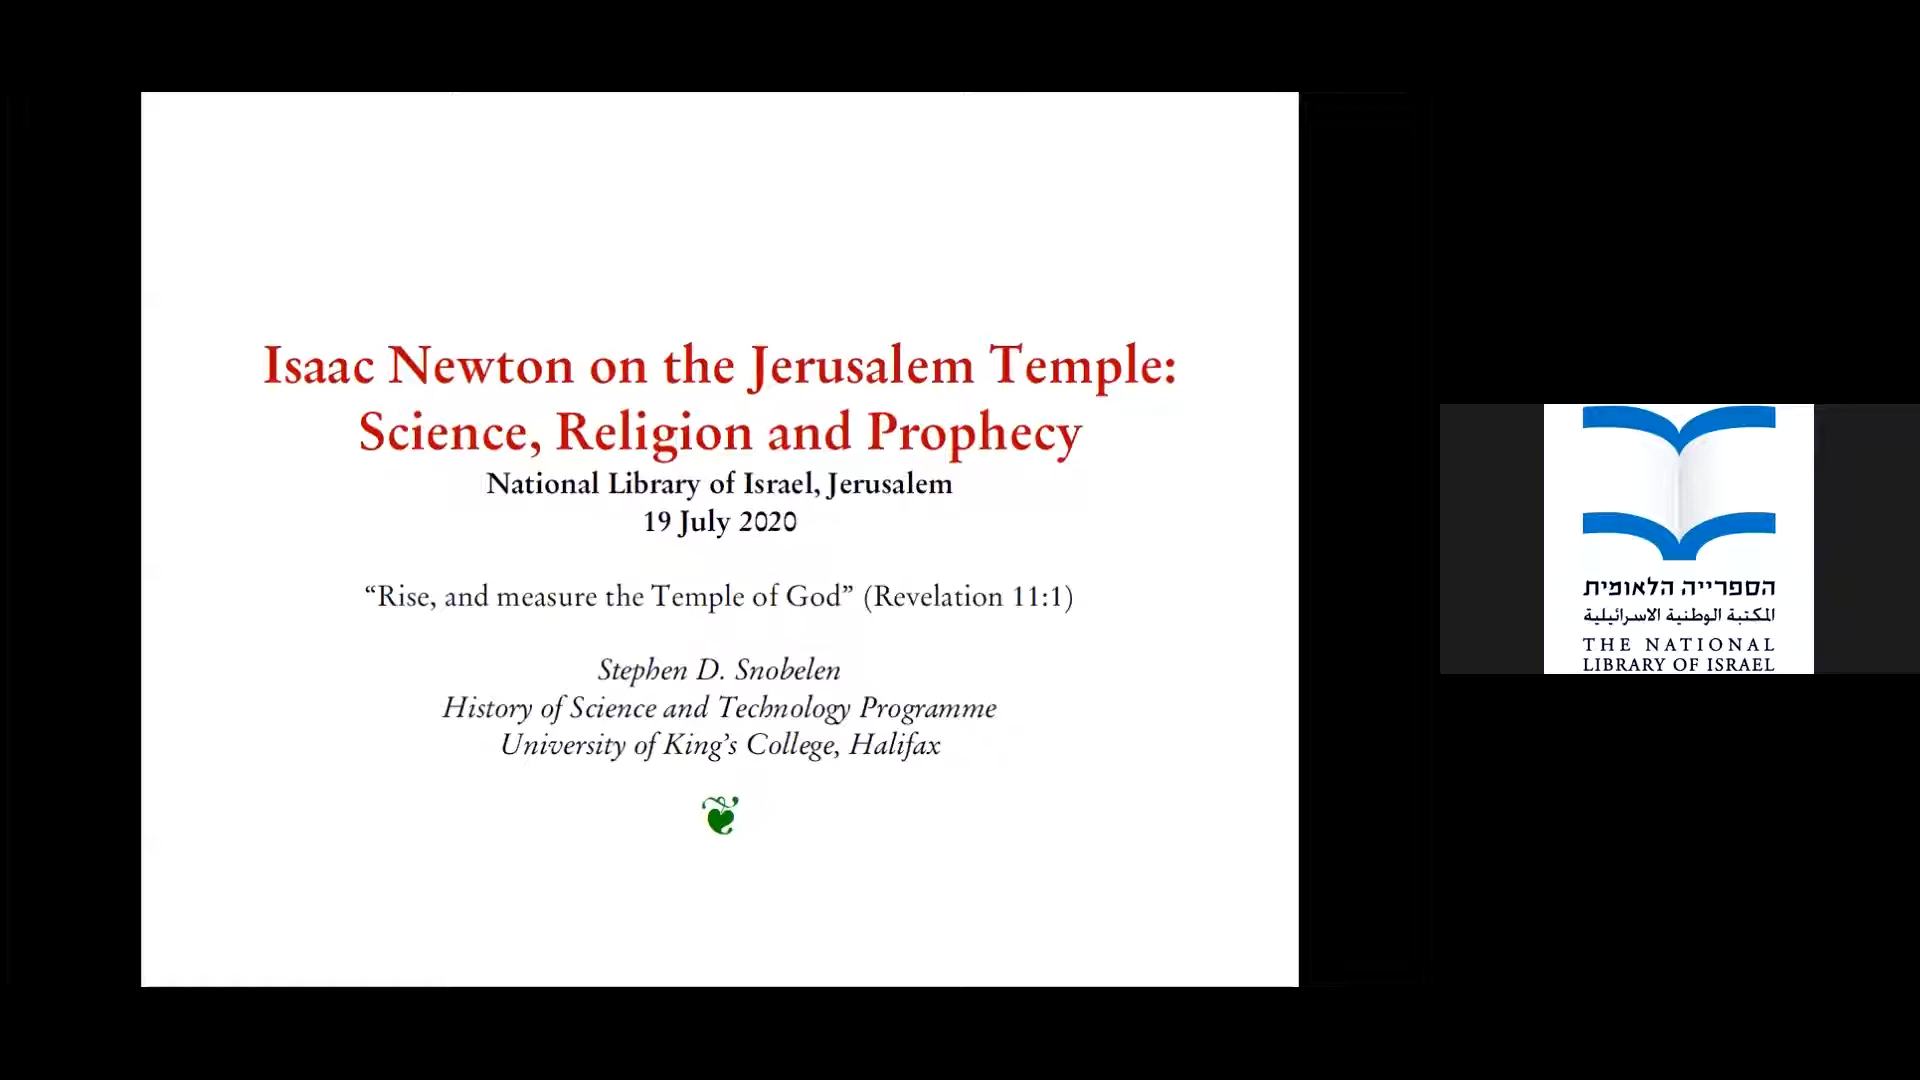 Isaac Newton on the Jerusalem Temple:
Science, Religion and Prophecy
National Library of Israel, Jerusalem
19 July 2020
“Rise, and measure the Temple of God” (Revelation 11:1)
Stephen D. Snobelen
History of Science and Technology Programme
University of King’s College, Halifax
הספרייה הלאומית
المكتبة الوطنية الاسرائيلية
THE NATIONAL
LIBRARY OF ISRAEL